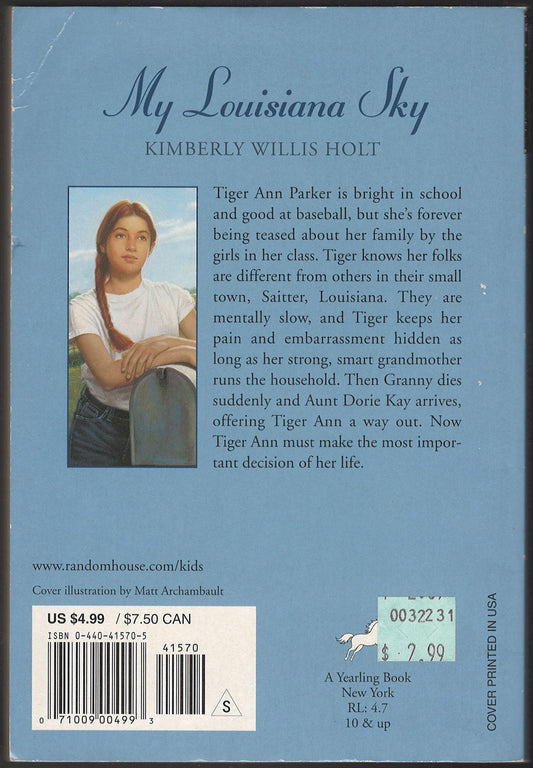 My Louisiana Sky
KIMBERLY WILLIS HOLT
Tiger Ann Parker is bright in school
and good at baseball, but she's forever
being teased about her family by the
girls in her class. Tiger knows her folks
are different from others in their small
town, Saitter, Louisiana. They are
mentally slow, and Tiger keeps her
pain and embarrassment hidden as
long as her strong, smart grandmother
runs the household. Then Granny dies
suddenly and Aunt Dorie Kay arrives,
offering Tiger Ann a way out. Now
Tiger Ann must make the most impor-
tant decision of her life.
www.randomhouse.com/kids
Cover illustration by Matt Archambault
US $4.99 / $7.50 CAN
ISBN 0-440-41570-5
41570
0 71009 00499 3
S
0032231
$ 2.99
A Yearling Book
New York
RL: 4.7
10 & up
COVER PRINTED IN USA